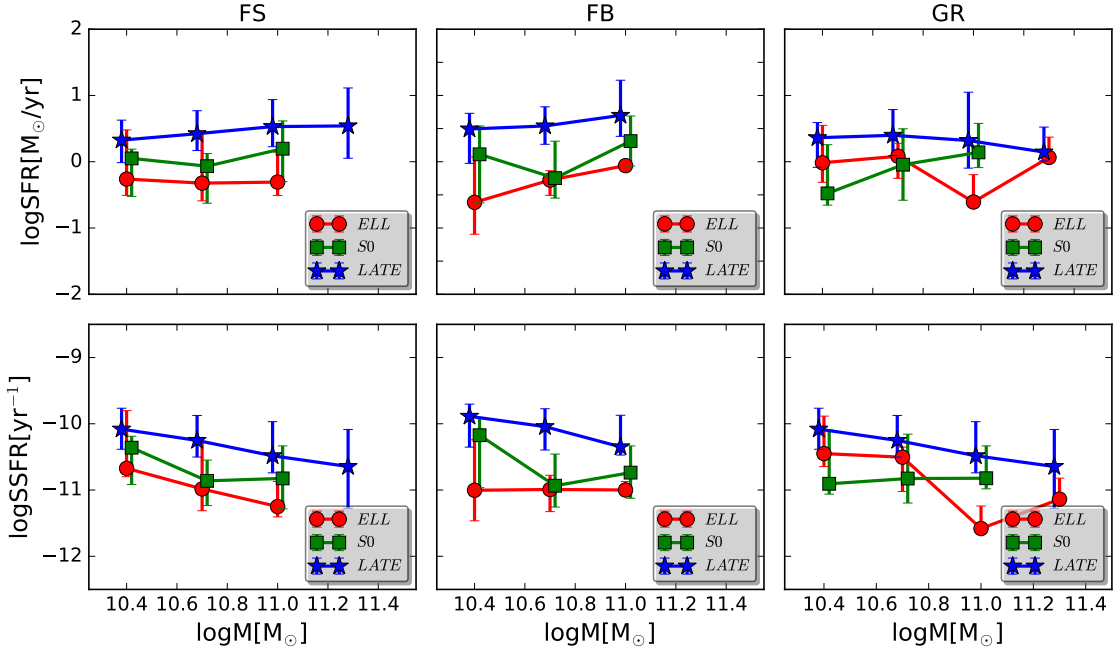 FS FB GR
logSFR[M⊙/yr]
2
1
0
−1
−2
ELL
S0
LATE
ELL
S0
LATE
ELL
S0
LATE
logSSFR[yr⁻¹]
−9
−10
−11
−12
ELL
S0
LATE
ELL
S0
LATE
ELL
S0
LATE
10.4 10.6 10.8 11.0 11.2 11.4
10.4 10.6 10.8 11.0 11.2 11.4
10.4 10.6 10.8 11.0 11.2 11.4
logM[M⊙] logM[M⊙] logM[M⊙]